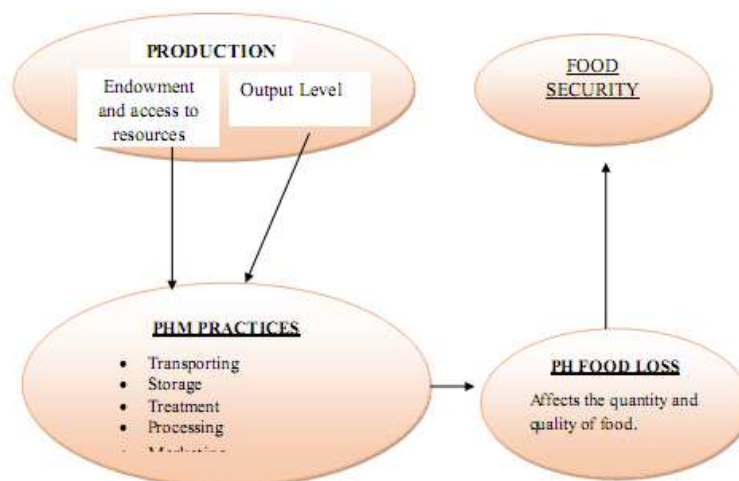 PRODUCTION
Endowment
and access to
resources
Output Level
FOOD
SECURITY
PHM PRACTICES
• Transporting
• Storage
• Treatment
• Processing
• Marketing
PH FOOD LOSS
Affects the quantity and
quality of food.